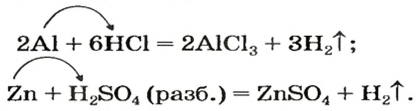 2Al + 6HCl = 2AlCl₃ + 3H₂↑;
Zn + H₂SO₄ (разб.) = ZnSO₄ + H₂↑.